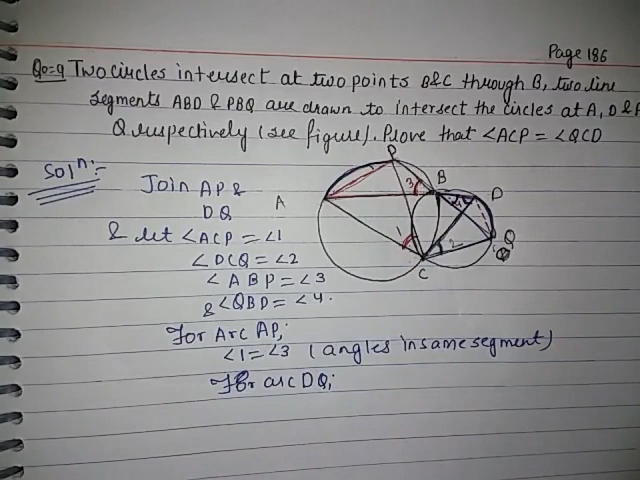 Page 186
Qo=9 Two circles intersect at two points B&C through B, two line
segments ABD & PBQ are drawn to intersect the circles at A, D & P
Q respectively (see figure). Prove that ∠ACP = ∠QCD
Solⁿ:-
Join AP &
DQ
& let ∠ACP = ∠1
∠DCQ = ∠2
∠ABP = ∠3
& ∠QBD = ∠4.
A
P
B
D
Q
C
3
4
1
2
For Arc AP;
∠1 = ∠3 (angles in same segment)
For arc DQ;